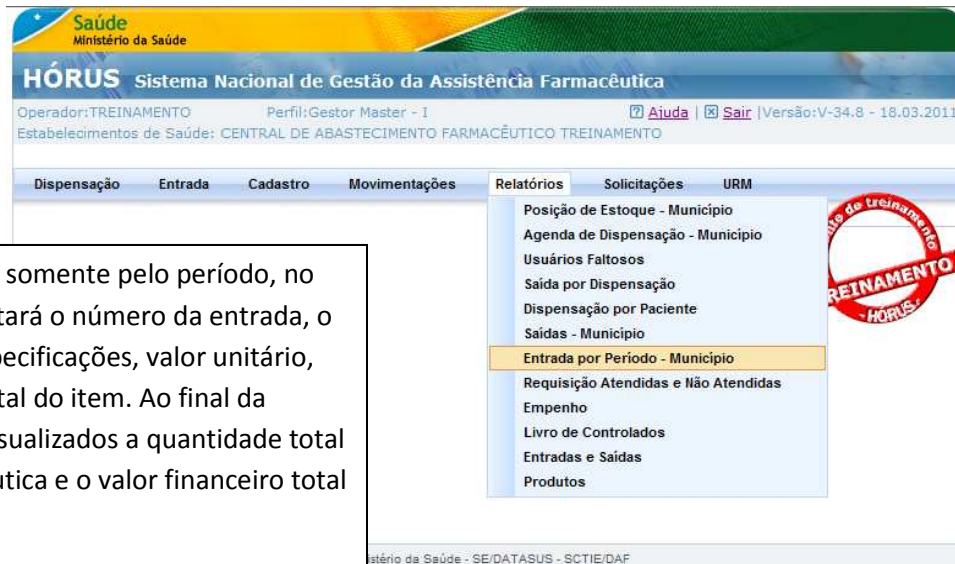 Saúde
Ministério da Saúde
HÓRUS Sistema Nacional de Gestão da Assistência Farmacêutica
Operador:TREINAMENTO Perfil:Gestor Master - I Ajuda | Sair |Versão:V-34.8 - 18.03.2011
Estabelecimentos de Saúde: CENTRAL DE ABASTECIMENTO FARMACÊUTICO TREINAMENTO
Dispensação Entrada Cadastro Movimentações Relatórios Solicitações URM
Posição de Estoque - Município
Agenda de Dispensação - Municipio
Usuários Faltosos
Saída por Dispensação
Dispensação por Paciente
Saídas - Município
Entrada por Período - Município
Requisição Atendidas e Não Atendidas
Empenho
Livro de Controlados
Entradas e Saídas
Produtos
de treinamento
TREINAMENTO
- HÓRUS -
somente pelo período, no
tará o número da entrada, o
pecificações, valor unitário,
tal do item. Ao final da
sualizados a quantidade total
utica e o valor financeiro total
istério da Saúde - SE/DATASUS - SCTIE/DAF